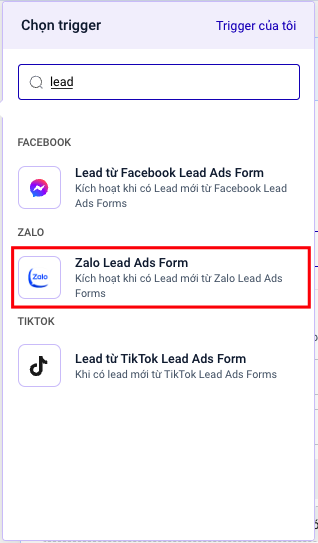 Chọn trigger
Trigger của tôi
lead
FACEBOOK
Lead từ Facebook Lead Ads Form
Kích hoạt khi có Lead mới từ Facebook Lead
Ads Forms
ZALO
Zalo
Zalo Lead Ads Form
Kích hoạt khi có Lead mới từ Zalo Lead Ads
Forms
TIKTOK
Lead từ TikTok Lead Ads Form
Khi có lead mới từ TikTok Lead Ads Forms